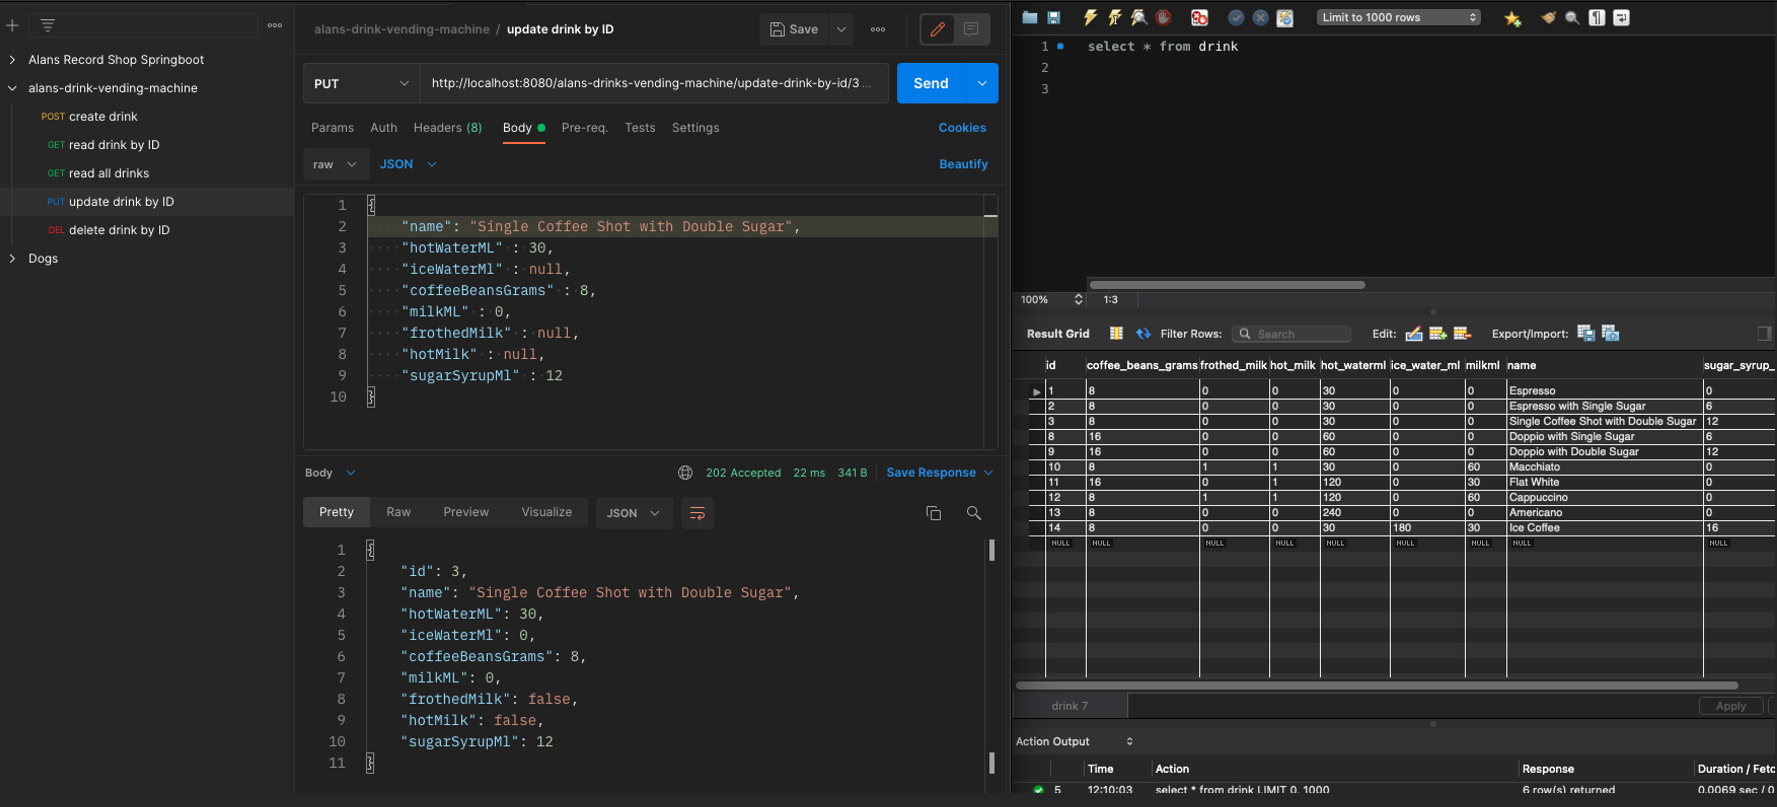 Alans Record Shop Springboot
alans-drink-vending-machine
POST create drink
GET read drink by ID
GET read all drinks
PUT update drink by ID
DEL delete drink by ID
Dogs
alans-drink-vending-machine / update drink by ID
Save
PUT
http://localhost:8080/alans-drinks-vending-machine/update-drink-by-id/3 ...
Send
Params Auth Headers (8) Body Pre-req. Tests Settings
Cookies
raw JSON
Beautify
1 {
2 "name": "Single Coffee Shot with Double Sugar",
3 "hotWaterML" : 30,
4 "iceWaterMl" : null,
5 "coffeeBeansGrams" : 8,
6 "milkML" : 0,
7 "frothedMilk" : null,
8 "hotMilk" : null,
9 "sugarSyrupMl" : 12
10 }
Body
202 Accepted 22 ms 341 B Save Response
Pretty Raw Preview Visualize JSON
1 {
2 "id": 3,
3 "name": "Single Coffee Shot with Double Sugar",
4 "hotWaterML": 30,
5 "iceWaterMl": 0,
6 "coffeeBeansGrams": 8,
7 "milkML": 0,
8 "frothedMilk": false,
9 "hotMilk": false,
10 "sugarSyrupMl": 12
11 }
Limit to 1000 rows
1 select * from drink
2
3
100% 1:3
Result Grid Filter Rows: Search Edit: Export/Import:
id coffee_beans_grams frothed_milk hot_milk hot_waterml ice_water_ml milkml name sugar_syrup_
1 8 0 0 30 0 0 Espresso 0
2 8 0 0 30 0 0 Espresso with Single Sugar 6
3 8 0 0 30 0 0 Single Coffee Shot with Double Sugar 12
8 16 0 0 60 0 0 Doppio with Single Sugar 6
9 16 0 0 60 0 0 Doppio with Double Sugar 12
10 8 1 1 30 0 60 Macchiato 0
11 16 0 1 120 0 30 Flat White 0
12 8 1 1 120 0 60 Cappuccino 0
13 8 0 0 240 0 0 Americano 0
14 8 0 0 30 180 30 Ice Coffee 16
NULL NULL NULL NULL NULL NULL NULL NULL NULL
drink 7
Apply
Action Output
Time Action Response Duration / Fetc
5 12:10:03 select * from drink LIMIT 0, 1000 6 row(s) returned 0.0069 sec / 0